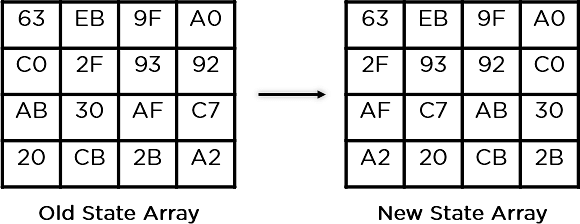 63 EB 9F A0 63 EB 9F A0
C0 2F 93 92 2F 93 92 C0
AB 30 AF C7 AF C7 AB 30
20 CB 2B A2 A2 20 CB 2B
Old State Array New State Array